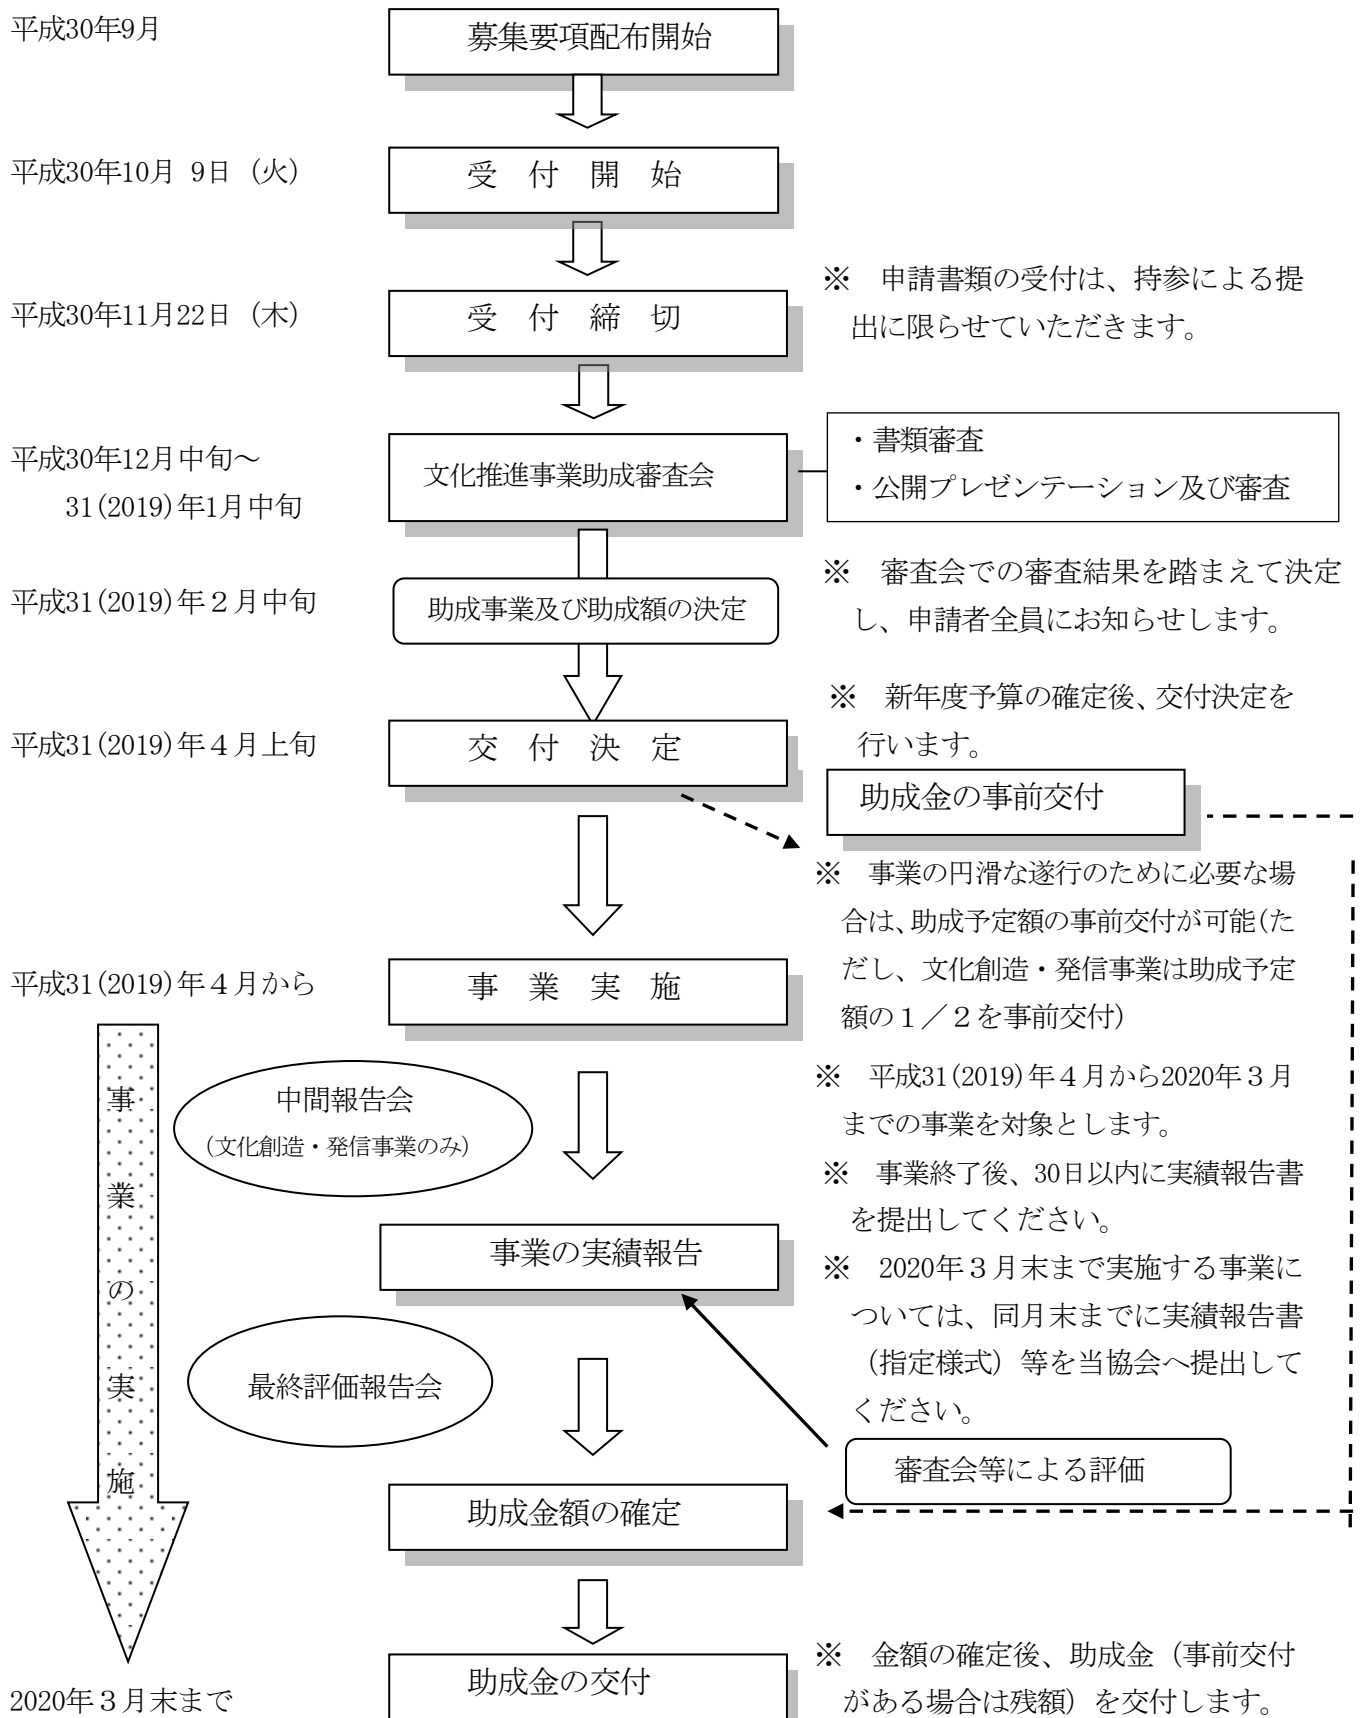 平成30年9月
募集要項配布開始
平成30年10月 9日（火）
受　付　開　始
平成30年11月22日（木）
受　付　締　切
※　申請書類の受付は、持参による提
出に限らせていただきます。
平成30年12月中旬～
31(2019)年1月中旬
文化推進事業助成審査会
・書類審査
・公開プレゼンテーション及び審査
平成31(2019)年２月中旬
助成事業及び助成額の決定
※　審査会での審査結果を踏まえて決定
し、申請者全員にお知らせします。
平成31(2019)年４月上旬
交　付　決　定
※　新年度予算の確定後、交付決定を
行います。
助成金の事前交付
※　事業の円滑な遂行のために必要な場
合は、助成予定額の事前交付が可能(た
だし、文化創造・発信事業は助成予定
額の１／２を事前交付)
平成31(2019)年４月から
事　業　実　施
事業の実施
中間報告会
(文化創造・発信事業のみ)
※　平成31(2019)年４月から2020年３月
までの事業を対象とします。
※　事業終了後、30日以内に実績報告書
を提出してください。
事業の実績報告
※　2020年３月末まで実施する事業に
ついては、同月末までに実績報告書
（指定様式）等を当協会へ提出して
ください。
最終評価報告会
審査会等による評価
助成金額の確定
助成金の交付
※　金額の確定後、助成金（事前交付
がある場合は残額）を交付します。
2020年３月末まで